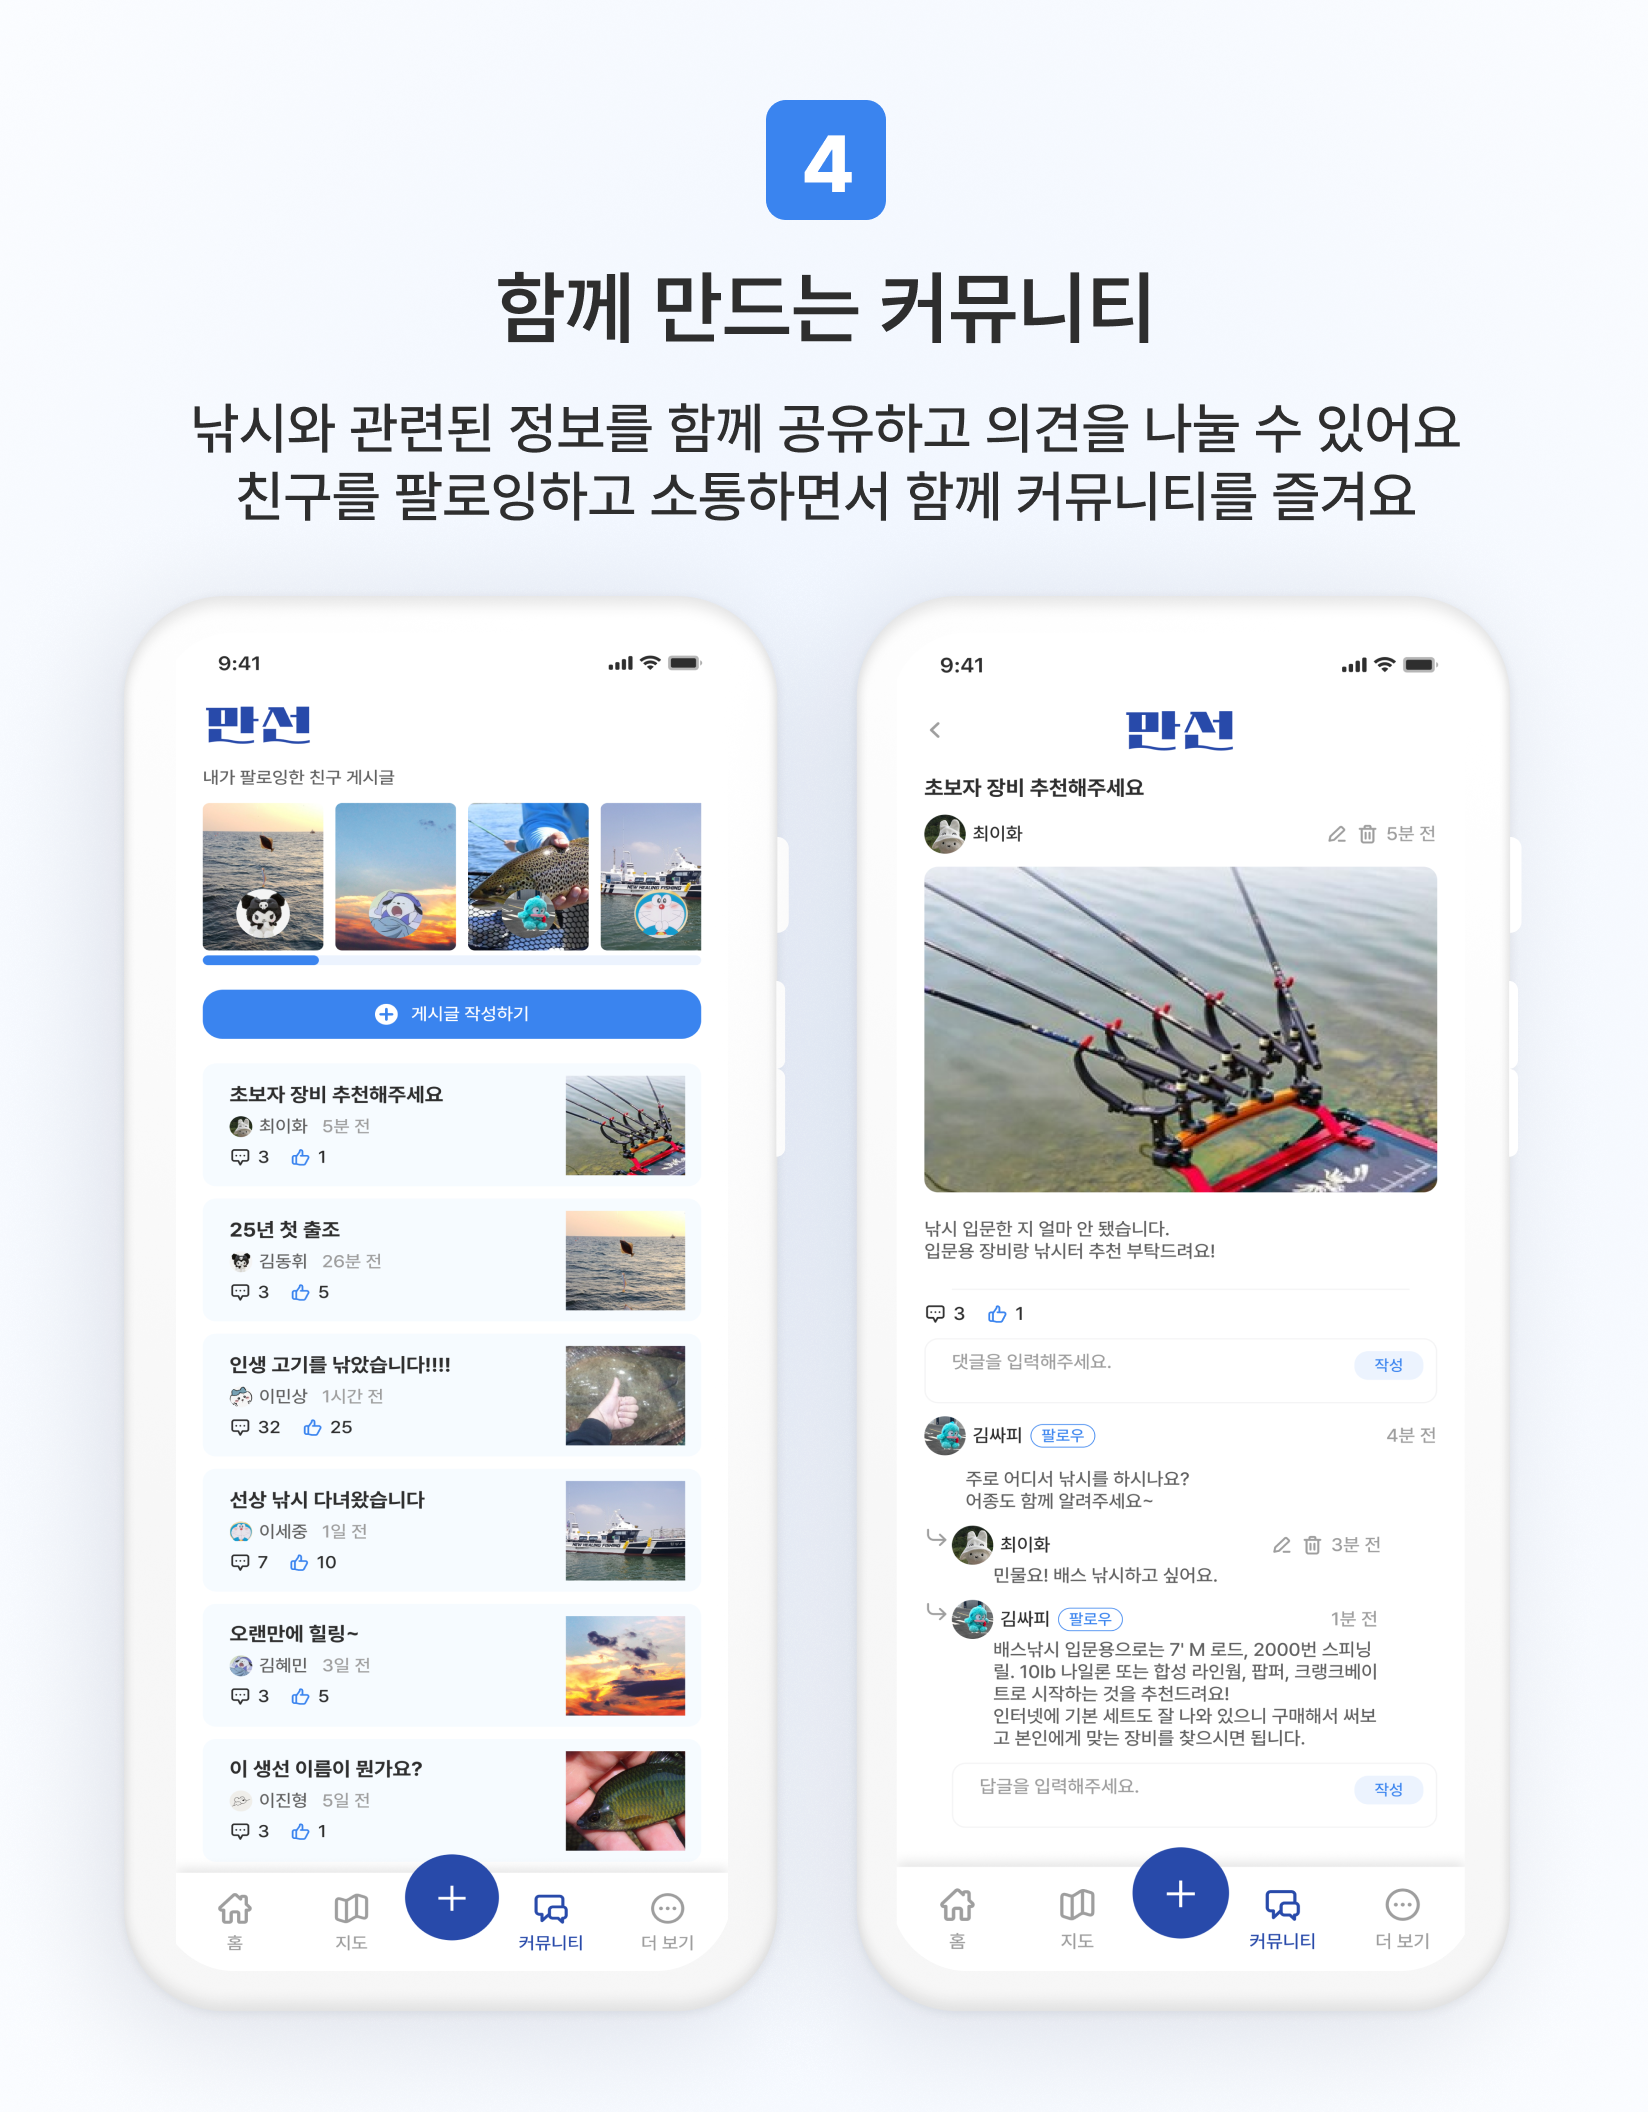 4
함께 만드는 커뮤니티
낚시와 관련된 정보를 함께 공유하고 의견을 나눌 수 있어요
친구를 팔로잉하고 소통하면서 함께 커뮤니티를 즐겨요
9:41
만선
내가 팔로잉한 친구 게시글
NEW HEALING FISHING
게시글 작성하기
초보자 장비 추천해주세요
최이화 5분 전
3 1
25년 첫 출조
김동휘 26분 전
3 5
인생 고기를 낚았습니다!!!!
이민상 1시간 전
32 25
선상 낚시 다녀왔습니다
이세중 1일 전
7 10
NEW HEALING FISHING
오랜만에 힐링~
김혜민 3일 전
3 5
이 생선 이름이 뭔가요?
이진형 5일 전
3 1
홈 지도 커뮤니티 더 보기
9:41
만선
초보자 장비 추천해주세요
최이화 5분 전
낚시 입문한 지 얼마 안 됐습니다.
입문용 장비랑 낚시터 추천 부탁드려요!
3 1
댓글을 입력해주세요. 작성
김싸피 팔로우 4분 전
주로 어디서 낚시를 하시나요?
어종도 함께 알려주세요~
최이화 3분 전
민물요! 배스 낚시하고 싶어요.
김싸피 팔로우 1분 전
배스낚시 입문용으로는 7' M 로드, 2000번 스피닝
릴. 10lb 나일론 또는 합성 라인웜, 팝퍼, 크랭크베이
트로 시작하는 것을 추천드려요!
인터넷에 기본 세트도 잘 나와 있으니 구매해서 써보
고 본인에게 맞는 장비를 찾으시면 됩니다.
답글을 입력해주세요. 작성
홈 지도 커뮤니티 더 보기